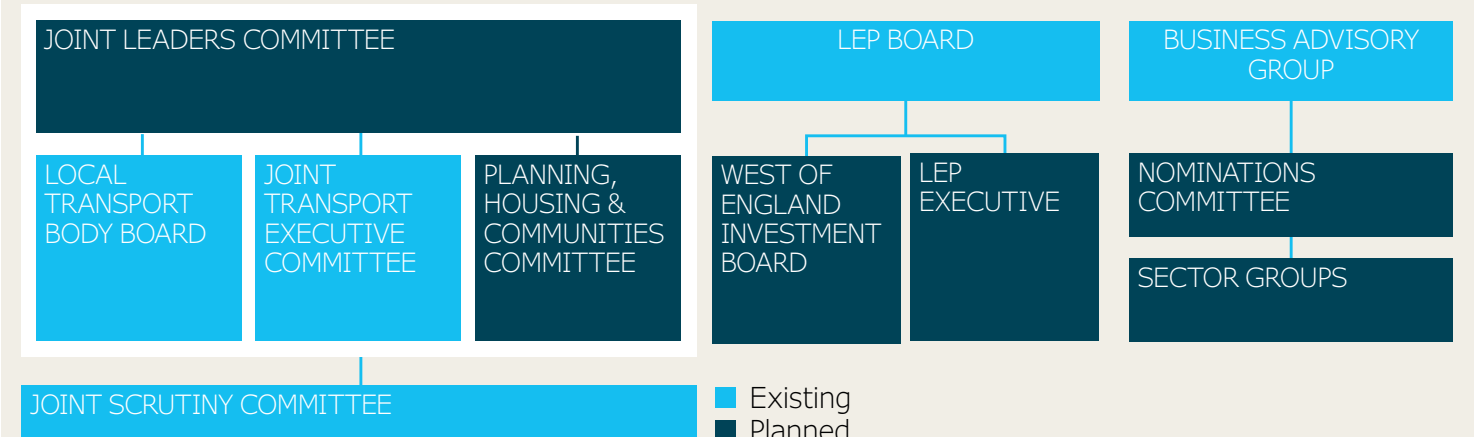 JOINT LEADERS COMMITTEE
LEP BOARD
BUSINESS ADVISORY
GROUP
LOCAL
TRANSPORT
BODY BOARD
JOINT
TRANSPORT
EXECUTIVE
COMMITTEE
PLANNING,
HOUSING &
COMMUNITIES
COMMITTEE
WEST OF
ENGLAND
INVESTMENT
BOARD
LEP
EXECUTIVE
NOMINATIONS
COMMITTEE
SECTOR GROUPS
JOINT SCRUTINY COMMITTEE
Existing
Planned